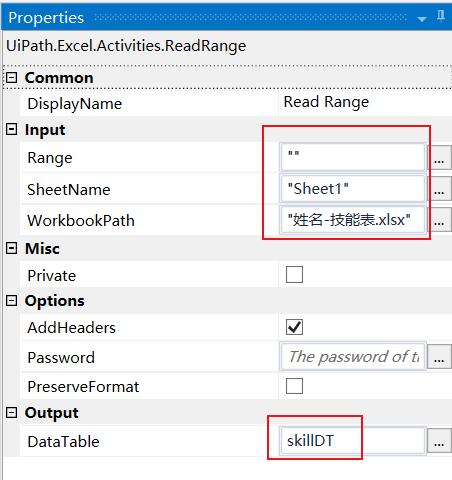 Properties
UiPath.Excel.Activities.ReadRange
Common
DisplayName Read Range
Input
Range "" ...
SheetName "Sheet1" ...
WorkbookPath "姓名-技能表.xlsx" ...
Misc
Private
Options
AddHeaders
Password The password of t ...
PreserveFormat
Output
DataTable skillDT ...